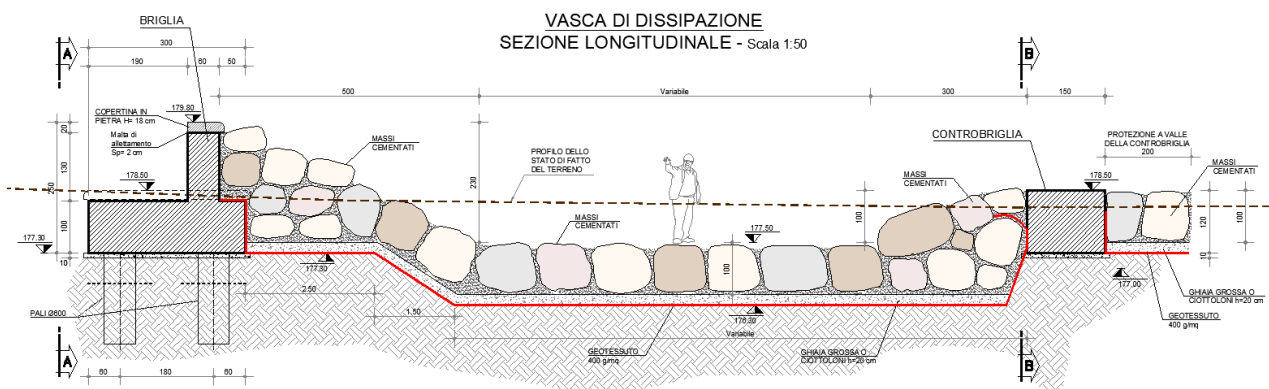 VASCA DI DISSIPAZIONE
SEZIONE LONGITUDINALE - Scala 1:50
BRIGLIA
A
300
190
60
50
B
500
Variabile
300
150
COPERTINA IN
PIETRA H= 18 cm
179.80
Malta di
allettamento
Sp= 2 cm
20
130
250
100
10
178.50
177.30
MASSI
CEMENTATI
PROFILO DELLO
STATO DI FATTO
DEL TERRENO
230
CONTROBRIGLIA
PROTEZIONE A VALLE
DELLA CONTROBRIGLIA
200
MASSI
CEMENTATI
MASSI
CEMENTATI
178.50
100
120
100
10
MASSI
CEMENTATI
177.50
100
177.30
177.00
2.50
1.50
176.30
Variabile
PALI Ø600
GEOTESSUTO
400 g/mq
GHIAIA GROSSA O
CIOTTOLONI h=20 cm
GHIAIA GROSSA O
CIOTTOLONI h=20 cm
GEOTESSUTO
400 g/mq
A
60
180
60
B